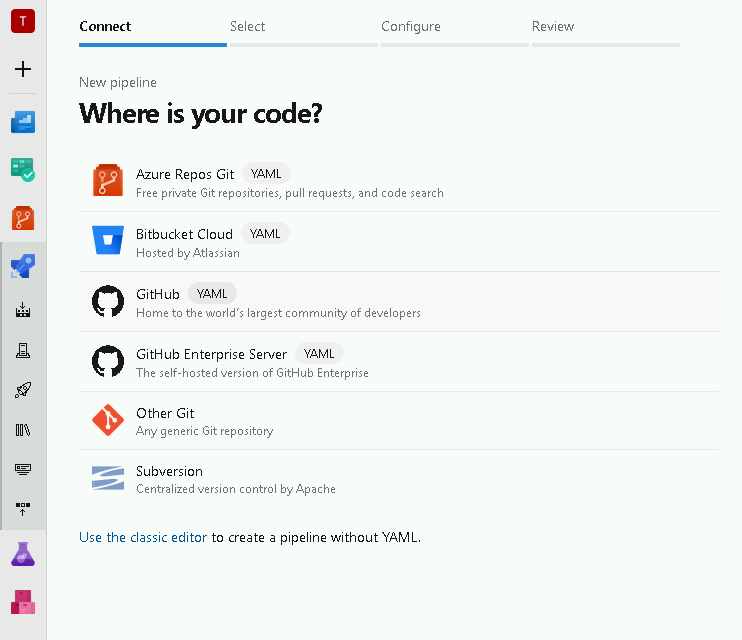 T
Connect
Select
Configure
Review
New pipeline
Where is your code?
Azure Repos Git YAML
Free private Git repositories, pull requests, and code search
Bitbucket Cloud YAML
Hosted by Atlassian
GitHub YAML
Home to the world's largest community of developers
GitHub Enterprise Server YAML
The self-hosted version of GitHub Enterprise
Other Git
Any generic Git repository
Subversion
Centralized version control by Apache
Use the classic editor to create a pipeline without YAML.